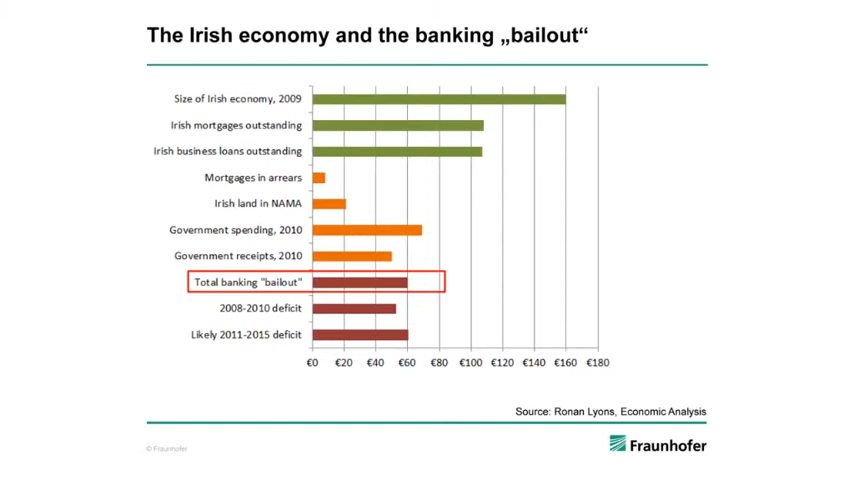 The Irish economy and the banking „bailout“
Size of Irish economy, 2009
Irish mortgages outstanding
Irish business loans outstanding
Mortgages in arrears
Irish land in NAMA
Government spending, 2010
Government receipts, 2010
Total banking "bailout"
2008-2010 deficit
Likely 2011-2015 deficit
€0 €20 €40 €60 €80 €100 €120 €140 €160 €180
Source: Ronan Lyons, Economic Analysis
© Fraunhofer
Fraunhofer